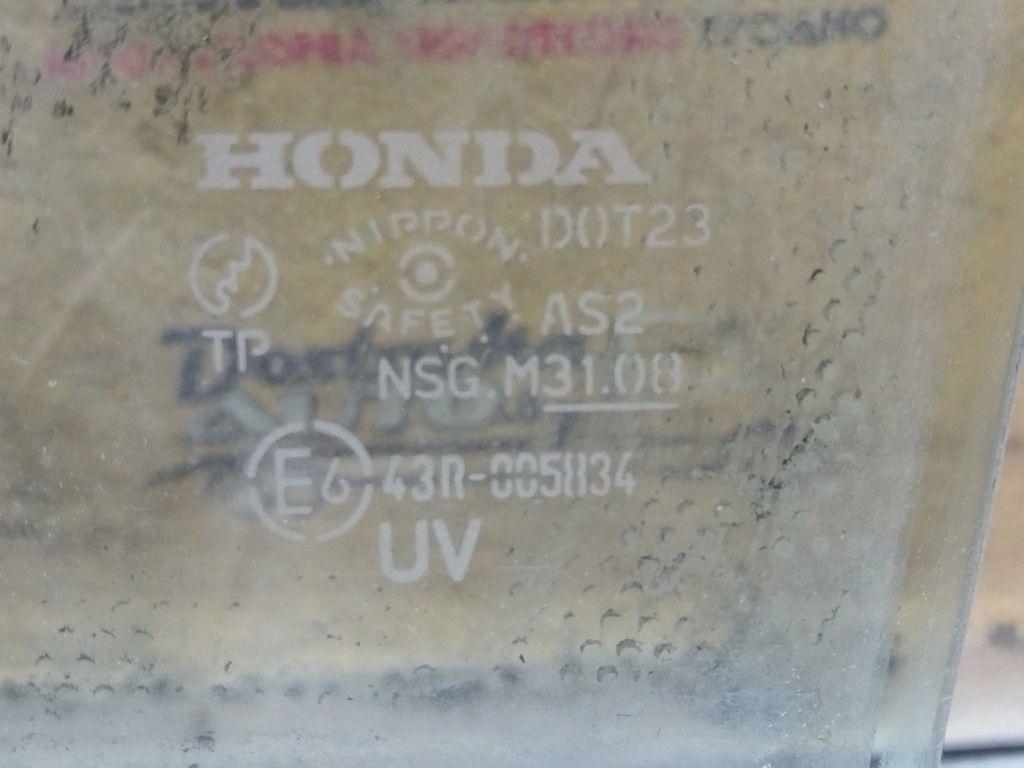 HONDA
NIPPON SAFETY
DOT23
AS2
TP
NSG M31.08
E6 43R-005834
UV